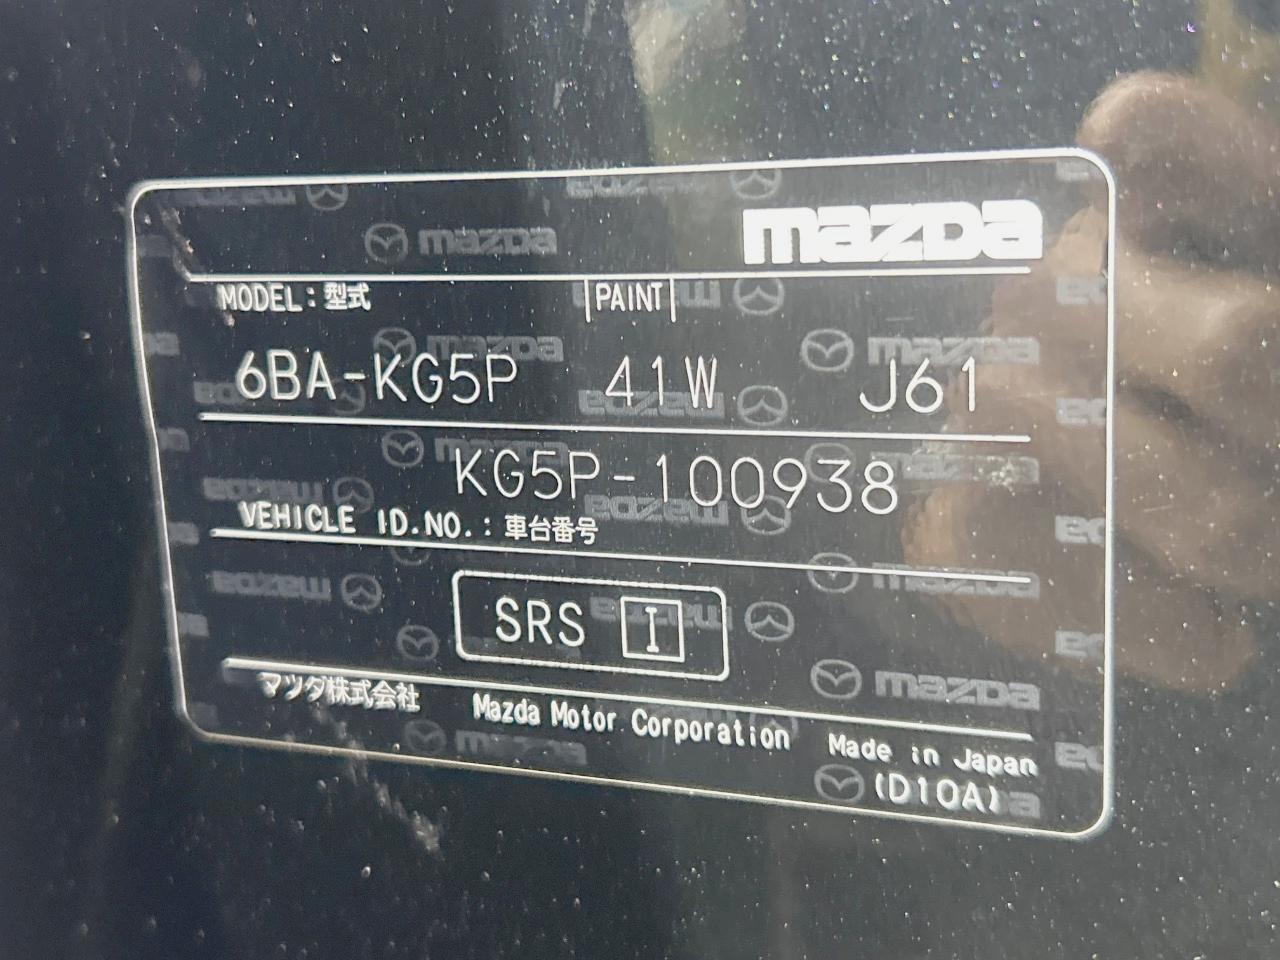 mazda
MODEL：型式 PAINT
6BA-KG5P 41W J61
KG5P-100938
VEHICLE ID.NO.：車台番号
SRS I
マツダ株式会社 Mazda Motor Corporation Made in Japan
(D10A)